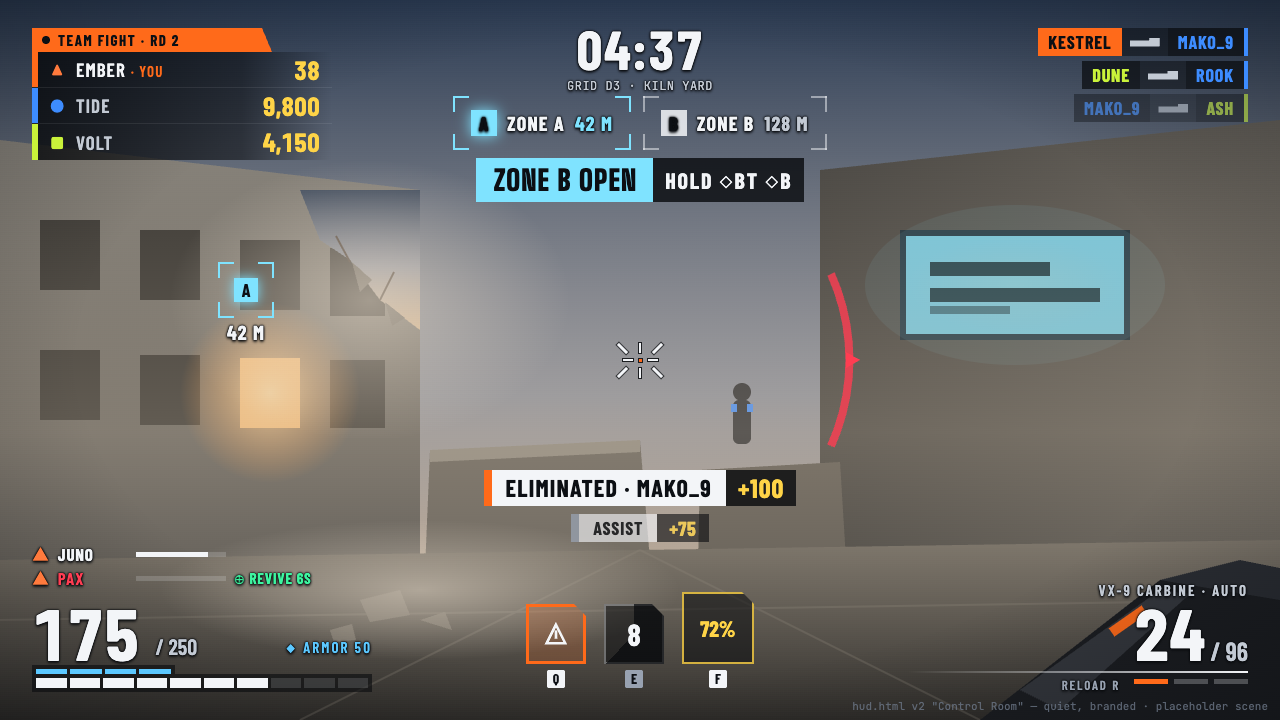 TEAM FIGHT · RD 2
EMBER · YOU 38
TIDE 9,800
VOLT 4,150
04:37
GRID D3 · KILN YARD
A ZONE A 42 M
B ZONE B 128 M
ZONE B OPEN HOLD ◇BT ◇B
KESTREL MAKO_9
DUNE ROOK
MAKO_9 ASH
A
42 M
ELIMINATED · MAKO_9 +100
ASSIST +75
JUNO
PAX ⊕ REVIVE 6S
175 / 250
◆ ARMOR 50
8
72%
Q
E
F
VX-9 CARBINE · AUTO
24 / 96
RELOAD R
hud.html v2 "Control Room" — quiet, branded · placeholder scene